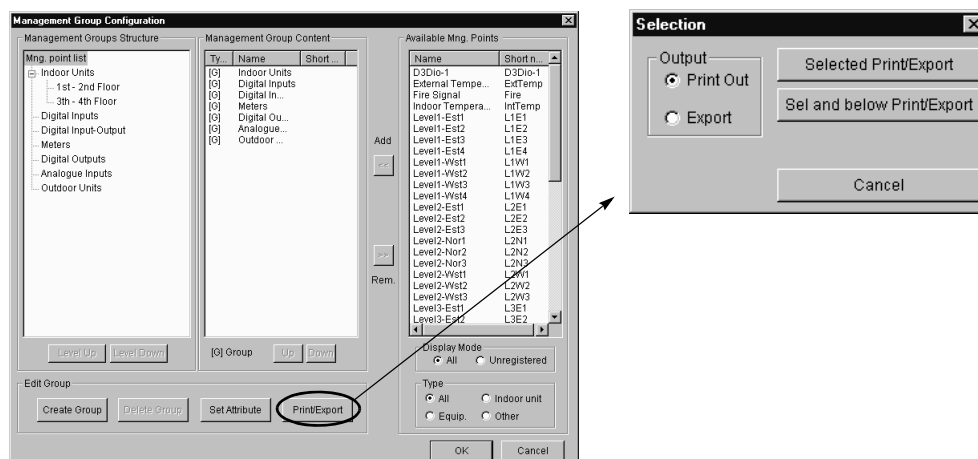 Management Group Configuration
Management Groups Structure
Mng. point list
Indoor Units
1st - 2nd Floor
3th - 4th Floor
Digital Inputs
Digital Input-Output
Meters
Digital Outputs
Analogue Inputs
Outdoor Units
Level Up Level Down
Management Group Content
Ty... Name Short ...
[G] Indoor Units
[G] Digital Inputs
[G] Digital In...
[G] Meters
[G] Digital Ou...
[G] Analogue...
[G] Outdoor ...
[G] Group Up Down
Add
<<
>>
Rem.
Available Mng. Points
Name Short n...
D3Dio-1 D3Dio-1
External Tempe... ExtTemp
Fire Signal Fire
Indoor Tempera... IntTemp
Level1-Est1 L1E1
Level1-Est2 L1E2
Level1-Est3 L1E3
Level1-Est4 L1E4
Level1-Wst1 L1W1
Level1-Wst2 L1W2
Level1-Wst3 L1W3
Level1-Wst4 L1W4
Level2-Est1 L2E1
Level2-Est2 L2E2
Level2-Est3 L2E3
Level2-Nor1 L2N1
Level2-Nor2 L2N2
Level2-Nor3 L2N3
Level2-Wst1 L2W1
Level2-Wst2 L2W2
Level2-Wst3 L2W3
Level3-Est1 L3E1
Level3-Est2 L3E2
Display Mode
All Unregistered
Type
All Indoor unit
Equip. Other
Edit Group
Create Group Delete Group Set Attribute Print/Export
OK Cancel
Selection
Output
Print Out
Export
Selected Print/Export
Sel and below Print/Export
Cancel